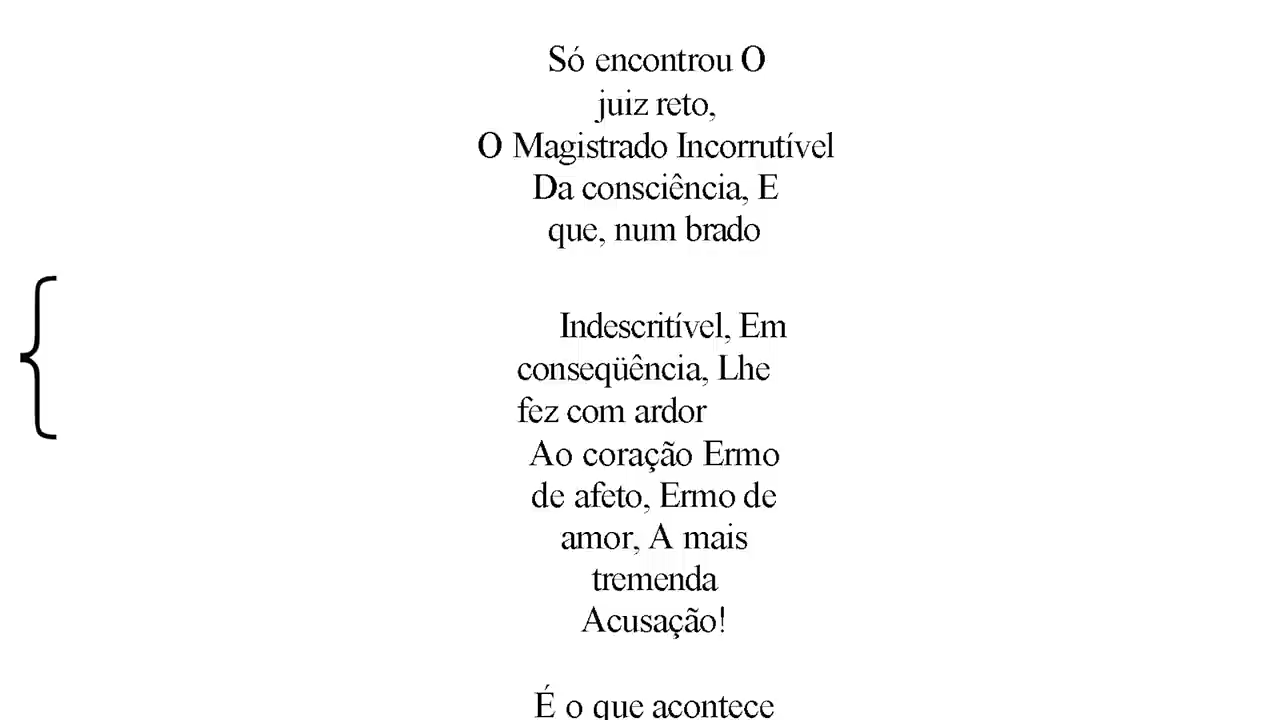 Só encontrou O
juiz reto,
O Magistrado Incorrutível
Da consciência, E
que, num brado
Indescritível, Em
conseqüência, Lhe
fez com ardor
Ao coração Ermo
de afeto, Ermo de
amor, A mais
tremenda
Acusação!
É o que acontece